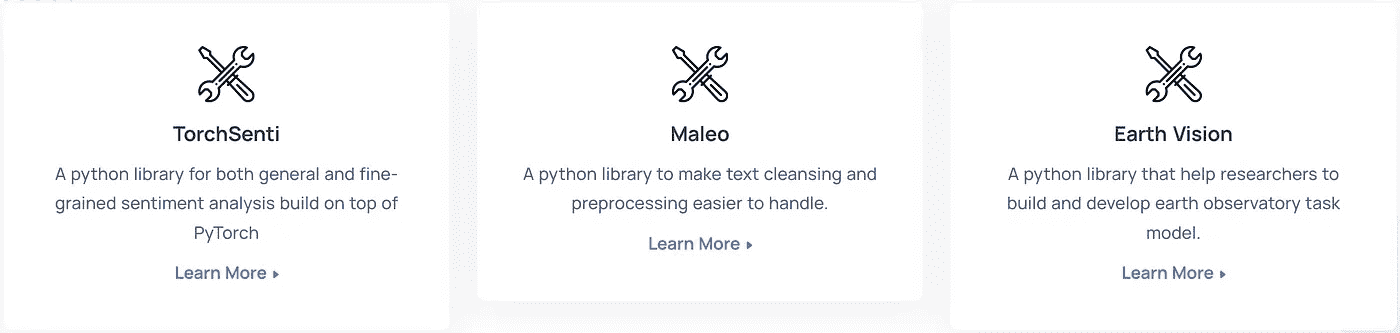 TorchSenti
A python library for both general and fine-
grained sentiment analysis build on top of
PyTorch
Learn More
Maleo
A python library to make text cleansing and
preprocessing easier to handle.
Learn More
Earth Vision
A python library that help researchers to
build and develop earth observatory task
model.
Learn More